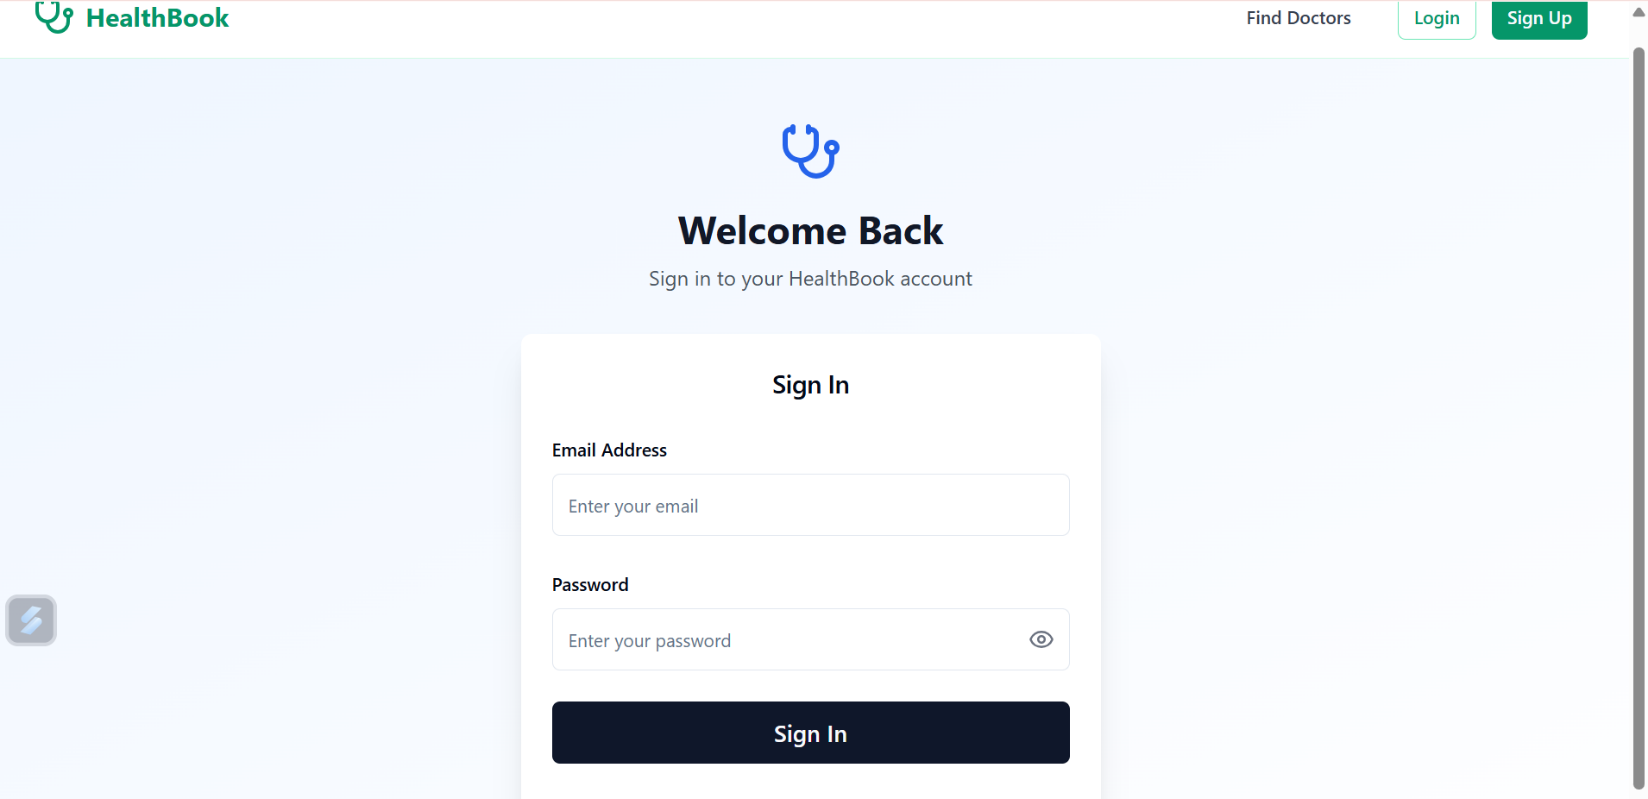 HealthBook
Find Doctors
Login
Sign Up
Welcome Back
Sign in to your HealthBook account
Sign In
Email Address
Enter your email
Password
Enter your password
Sign In